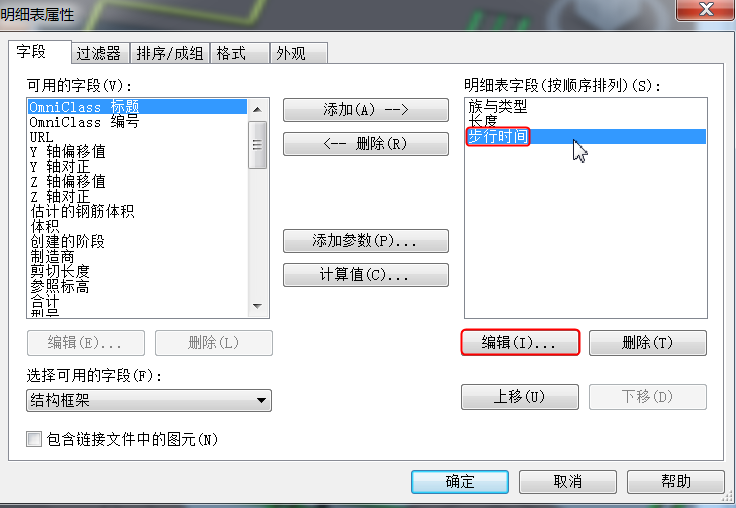 明细表属性
字段 过滤器 排序/成组 格式 外观
可用的字段(V):
OmniClass 标题
OmniClass 编号
URL
Y 轴偏移值
Y 轴对正
Z 轴偏移值
Z 轴对正
估计的钢筋体积
体积
创建的阶段
制造商
剪切长度
参照标高
合计
型号
编辑(E)... 删除(L)
选择可用的字段(F):
结构框架
包含链接文件中的图元(N)
添加(A) -->
<-- 删除(R)
添加参数(P)...
计算值(C)...
明细表字段(按顺序排列)(S):
族与类型
长度
步行时间
编辑(I)... 删除(T)
上移(U) 下移(D)
确定 取消 帮助